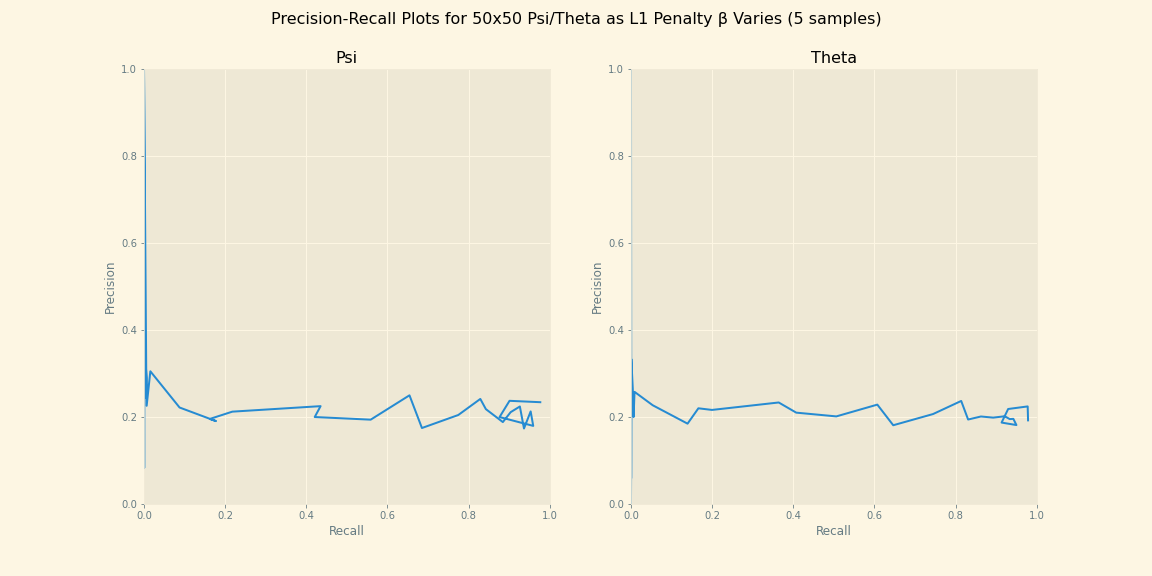 Precision-Recall Plots for 50x50 Psi/Theta as L1 Penalty β Varies (5 samples)
Psi
1.0
0.8
0.6
0.4
0.2
0.0
Precision
0.0 0.2 0.4 0.6 0.8 1.0
Recall
Theta
1.0
0.8
0.6
0.4
0.2
0.0
Precision
0.0 0.2 0.4 0.6 0.8 1.0
Recall